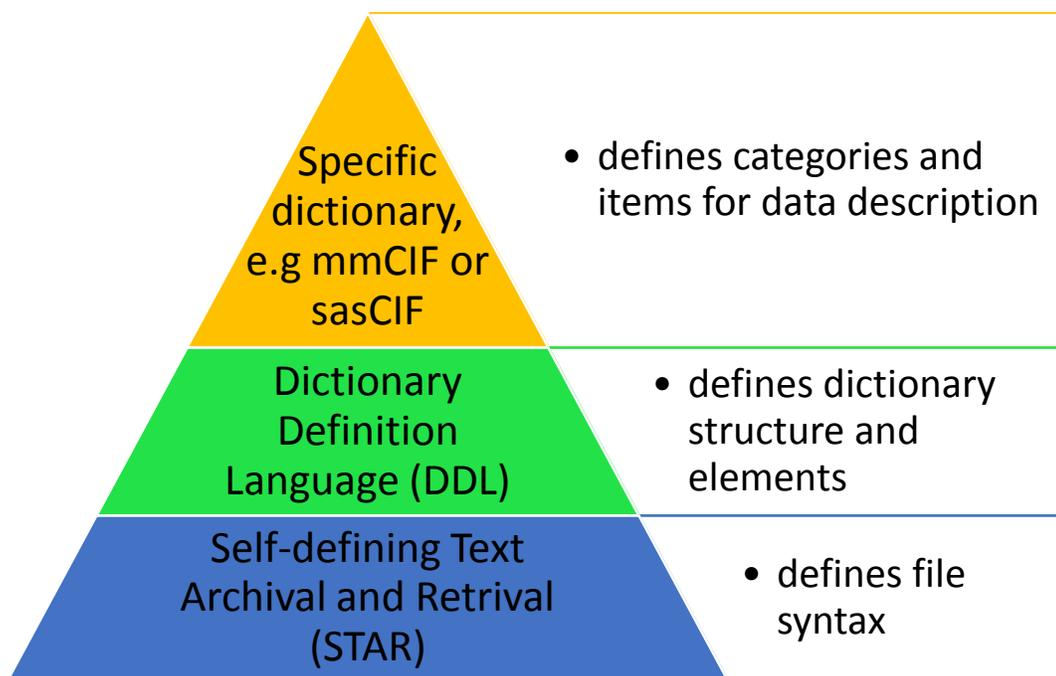 Specific
dictionary,
e.g mmCIF or
sasCIF
• defines categories and
items for data description
Dictionary
Definition
Language (DDL)
• defines dictionary
structure and
elements
Self-defining Text
Archival and Retrival
(STAR)
• defines file
syntax